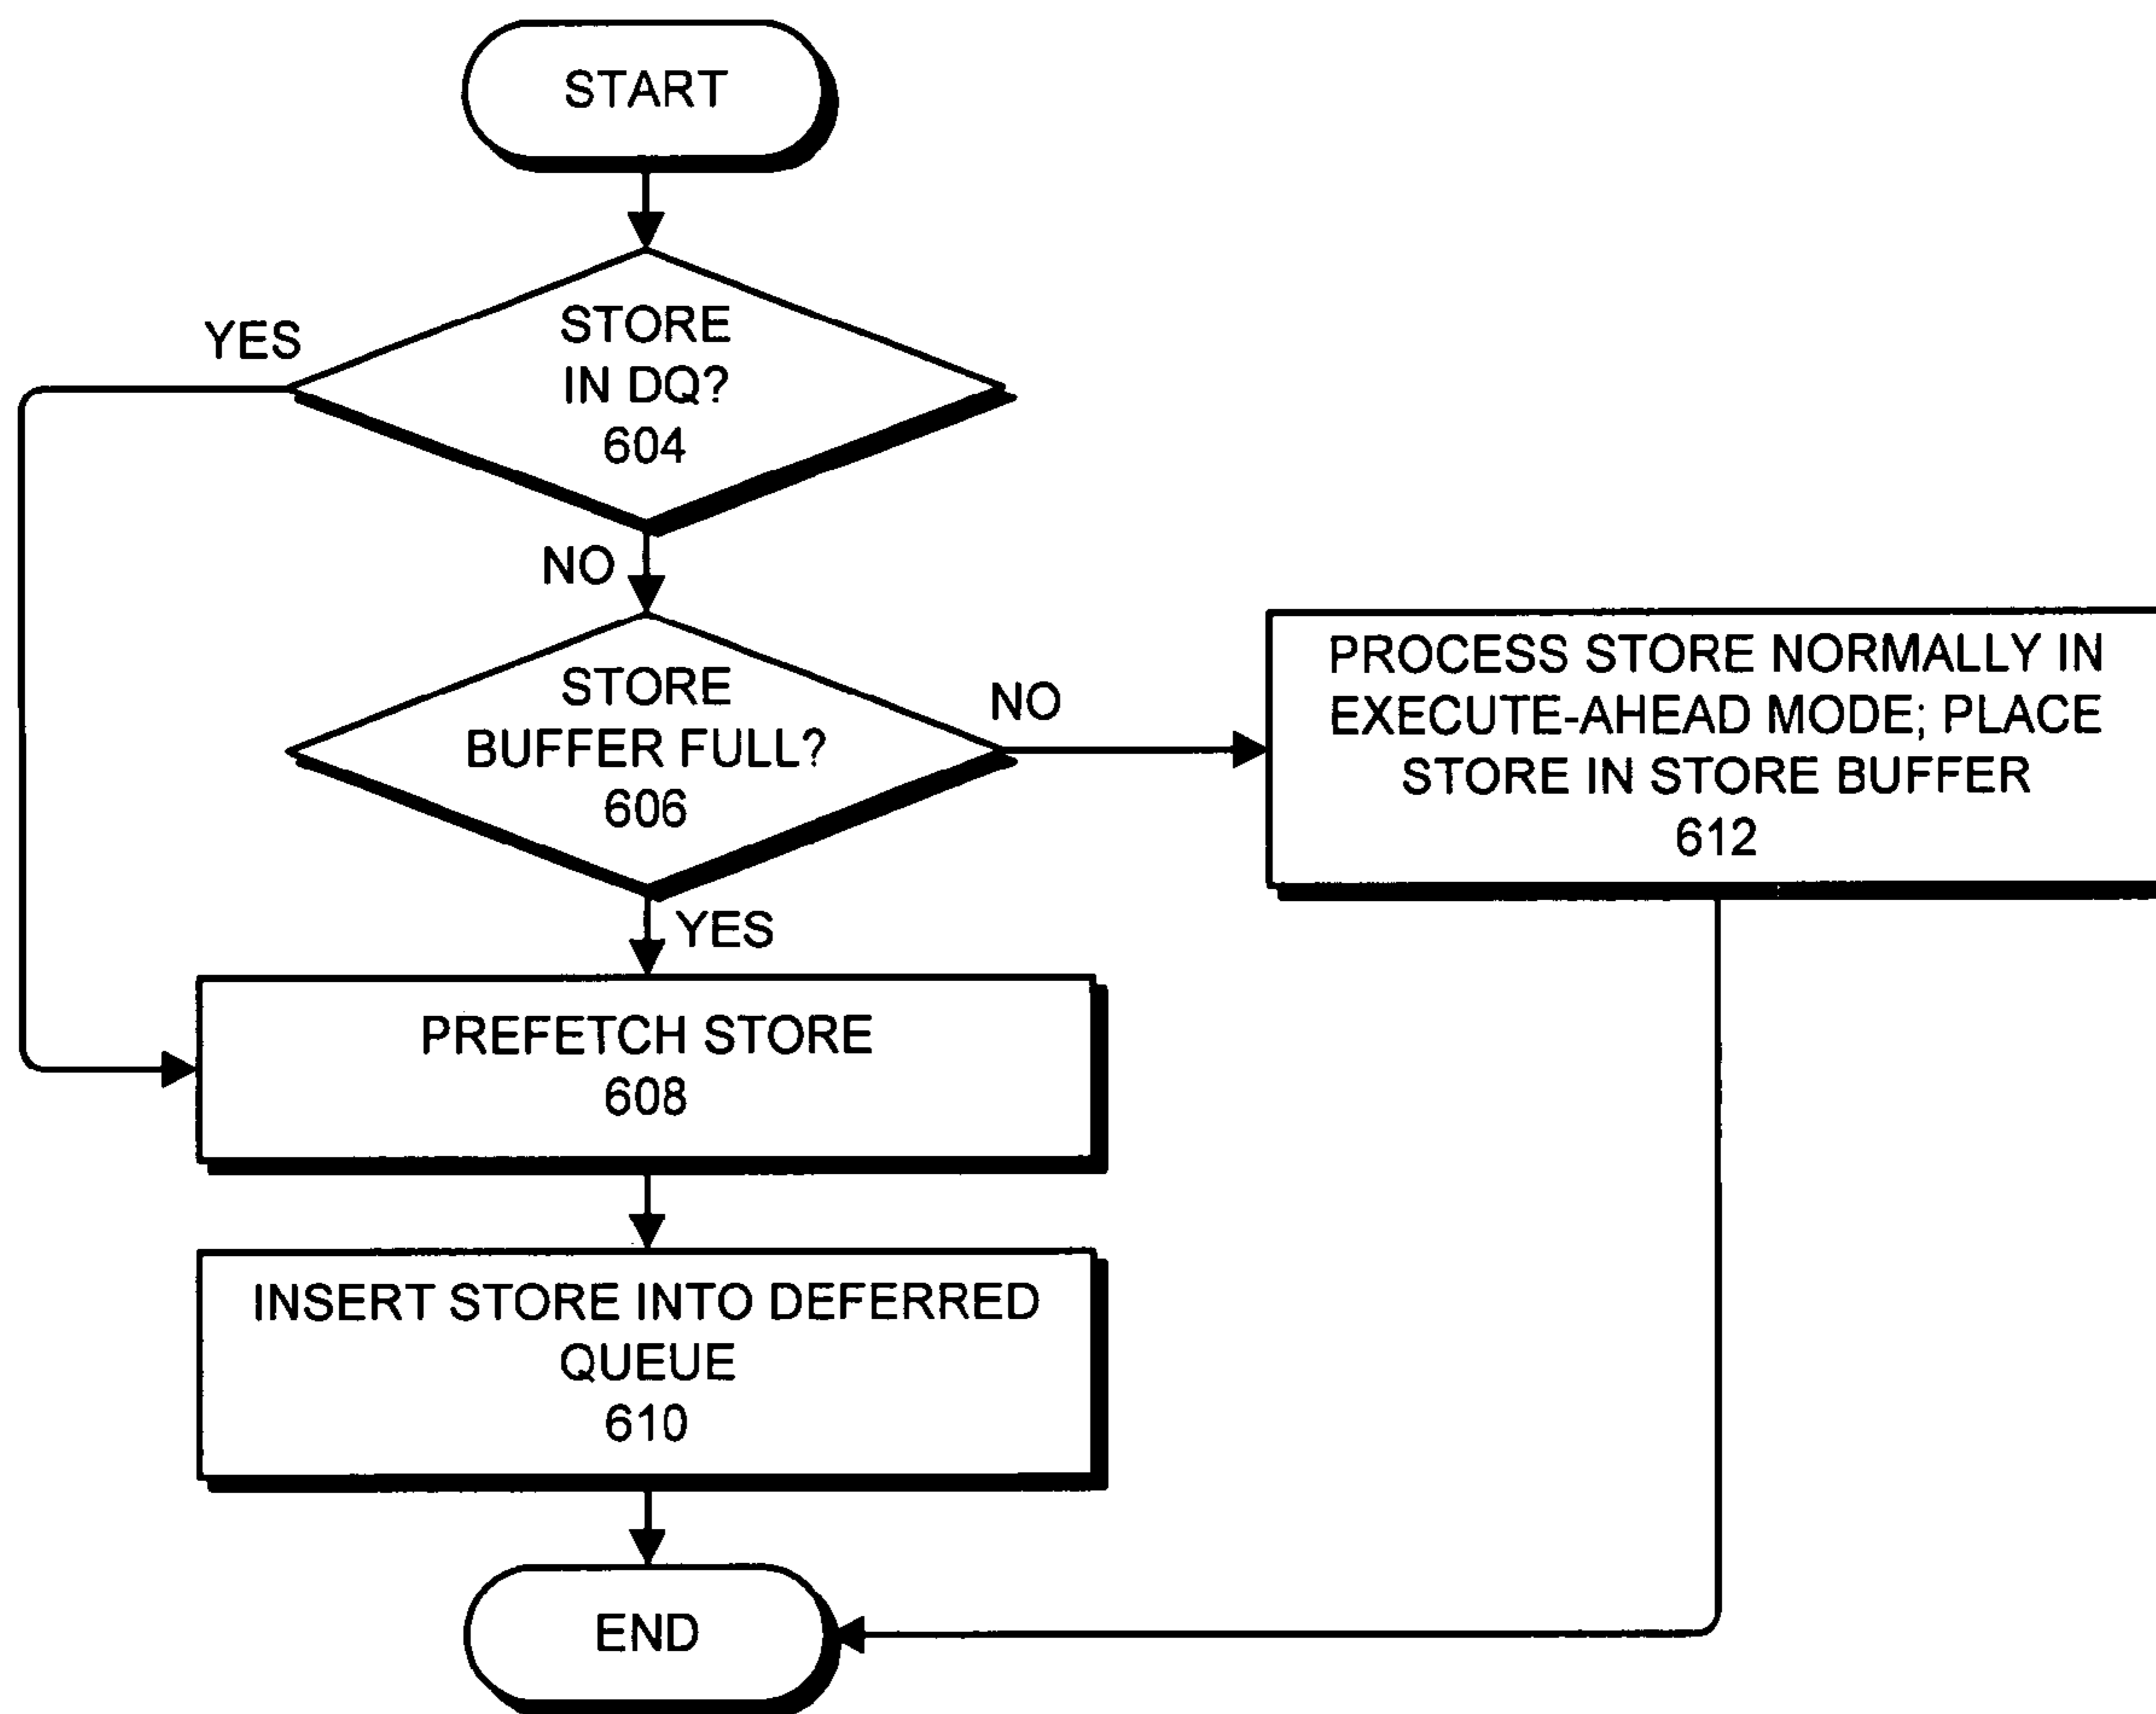 START
STORE
IN DQ?
604
YES
NO
STORE
BUFFER FULL?
606
NO
PROCESS STORE NORMALLY IN
EXECUTE-AHEAD MODE; PLACE
STORE IN STORE BUFFER
612
YES
PREFETCH STORE
608
INSERT STORE INTO DEFERRED
QUEUE
610
END